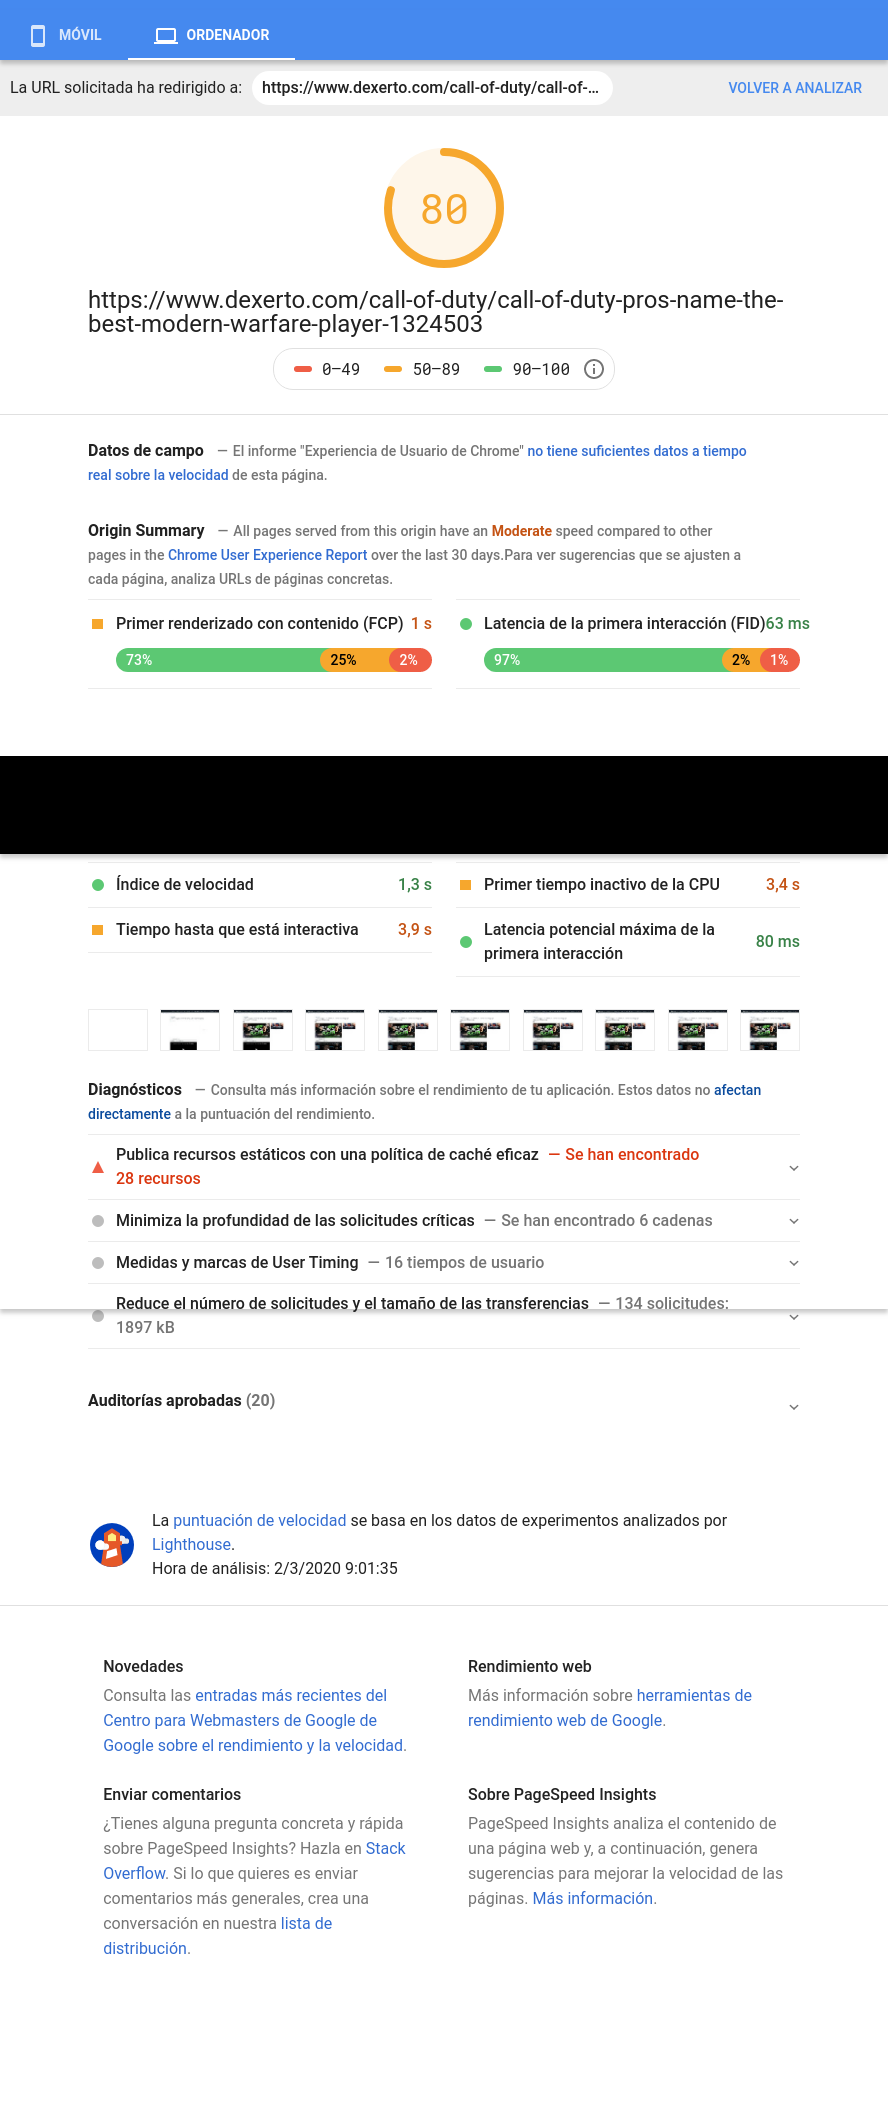 MÓVIL
ORDENADOR
La URL solicitada ha redirigido a:
https://www.dexerto.com/call-of-duty/call-of-...
VOLVER A ANALIZAR
80
https://www.dexerto.com/call-of-duty/call-of-duty-pros-name-the-
best-modern-warfare-player-1324503
0–49
50–89
90–100
Datos de campo — El informe "Experiencia de Usuario de Chrome" no tiene suficientes datos a tiempo
real sobre la velocidad de esta página.
Origin Summary — All pages served from this origin have an Moderate speed compared to other
pages in the Chrome User Experience Report over the last 30 days.Para ver sugerencias que se ajusten a
cada página, analiza URLs de páginas concretas.
Primer renderizado con contenido (FCP) 1 s
73% 25% 2%
Latencia de la primera interacción (FID)63 ms
97% 2% 1%
Índice de velocidad 1,3 s
Primer tiempo inactivo de la CPU 3,4 s
Tiempo hasta que está interactiva 3,9 s
Latencia potencial máxima de la
primera interacción
80 ms
Diagnósticos — Consulta más información sobre el rendimiento de tu aplicación. Estos datos no afectan
directamente a la puntuación del rendimiento.
Publica recursos estáticos con una política de caché eficaz — Se han encontrado
28 recursos
Minimiza la profundidad de las solicitudes críticas — Se han encontrado 6 cadenas
Medidas y marcas de User Timing — 16 tiempos de usuario
Reduce el número de solicitudes y el tamaño de las transferencias — 134 solicitudes:
1897 kB
Auditorías aprobadas (20)
La puntuación de velocidad se basa en los datos de experimentos analizados por
Lighthouse.
Hora de análisis: 2/3/2020 9:01:35
Novedades
Consulta las entradas más recientes del
Centro para Webmasters de Google de
Google sobre el rendimiento y la velocidad.
Rendimiento web
Más información sobre herramientas de
rendimiento web de Google.
Enviar comentarios
¿Tienes alguna pregunta concreta y rápida
sobre PageSpeed Insights? Hazla en Stack
Overflow. Si lo que quieres es enviar
comentarios más generales, crea una
conversación en nuestra lista de
distribución.
Sobre PageSpeed Insights
PageSpeed Insights analiza el contenido de
una página web y, a continuación, genera
sugerencias para mejorar la velocidad de las
páginas. Más información.